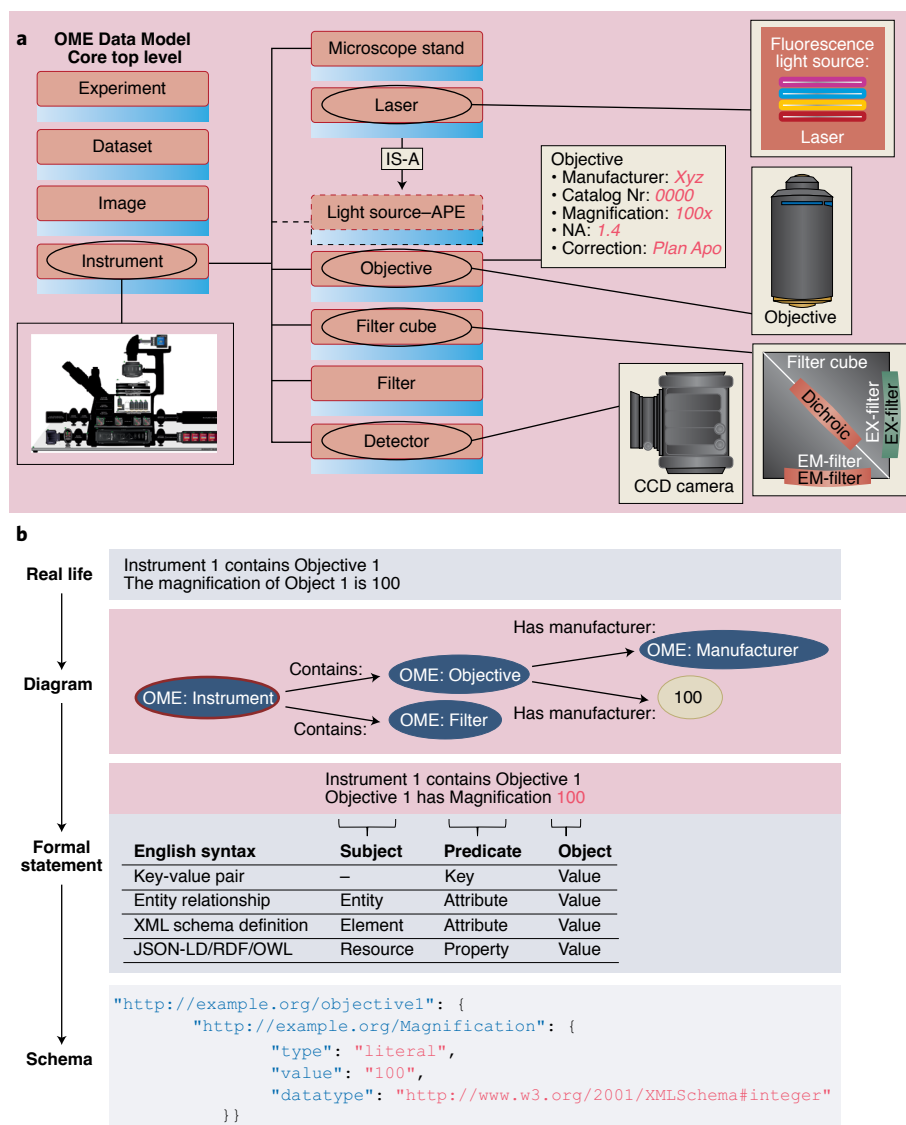 a
OME Data Model
Core top level
Experiment
Dataset
Image
Instrument
Microscope stand
Laser
IS-A
Light source–APE
Objective
Filter cube
Filter
Detector
Fluorescence
light source:
Laser
Objective
• Manufacturer: Xyz
• Catalog Nr: 0000
• Magnification: 100x
• NA: 1.4
• Correction: Plan Apo
Objective
CCD camera
Filter cube
Dichroic
EX-filter
EX-filter
EM-filter
EM-filter
b
Real life
Instrument 1 contains Objective 1
The magnification of Object 1 is 100
Diagram
OME: Instrument
Contains:
Contains:
OME: Objective
OME: Filter
Has manufacturer:
OME: Manufacturer
Has manufacturer:
100
Formal
statement
Instrument 1 contains Objective 1
Objective 1 has Magnification 100
English syntax Subject Predicate Object
Key-value pair – Key Value
Entity relationship Entity Attribute Value
XML schema definition Element Attribute Value
JSON-LD/RDF/OWL Resource Property Value
Schema
"http://example.org/objective1": {
"http://example.org/Magnification": {
"type": "literal",
"value": "100",
"datatype": "http://www.w3.org/2001/XMLSchema#integer"
}}